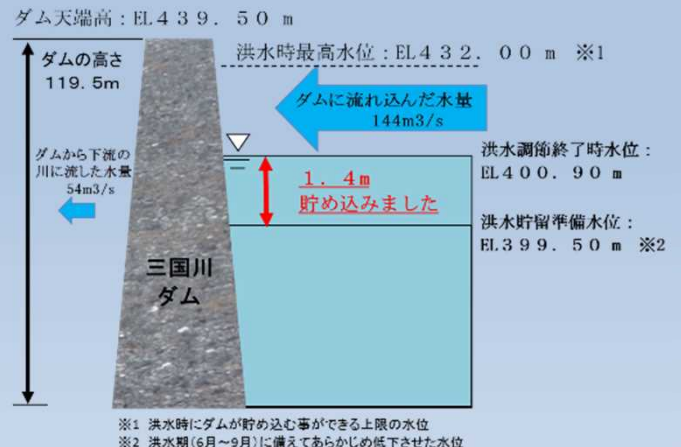 ダム天端高：EL４３９．５０ｍ
洪水時最高水位：EL４３２．００ｍ ※1
ダムの高さ
119.5m
ダムに流れ込んだ水量
144m3/s
ダムから下流の
川に流した水量
54m3/s
洪水調節終了時水位：
EL４００．９０ｍ
１．４ｍ
貯め込みました
洪水貯留準備水位：
EL３９９．５０ｍ ※2
三国川
ダム
※1 洪水時にダムが貯め込む事ができる上限の水位
※2 洪水期(6月～9月)に備えてあらかじめ低下させた水位